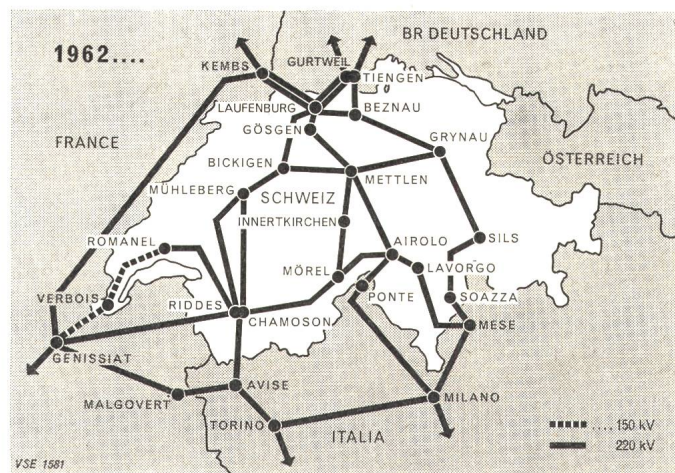 1962....
BR DEUTSCHLAND
KEMBS
GURTWEIL
TIENGEN
LAUFENBURG
BEZNAU
GÖSGEN
FRANCE
GRYNAU
ÖSTERREICH
BICKIGEN
METTLEN
MÜHLEBERG
SCHWEIZ
INNERTKIRCHEN
ROMANEL
AIROLO
SILS
MÖREL
LAVORGO
VERBOIS
RIDDES
PONTE
SOAZZA
CHAMOSON
MESE
GENISSIAT
AVISE
MALGOVERT
MILANO
TORINO
ITALIA
.... 150 kV
220 kV
VSE 1581